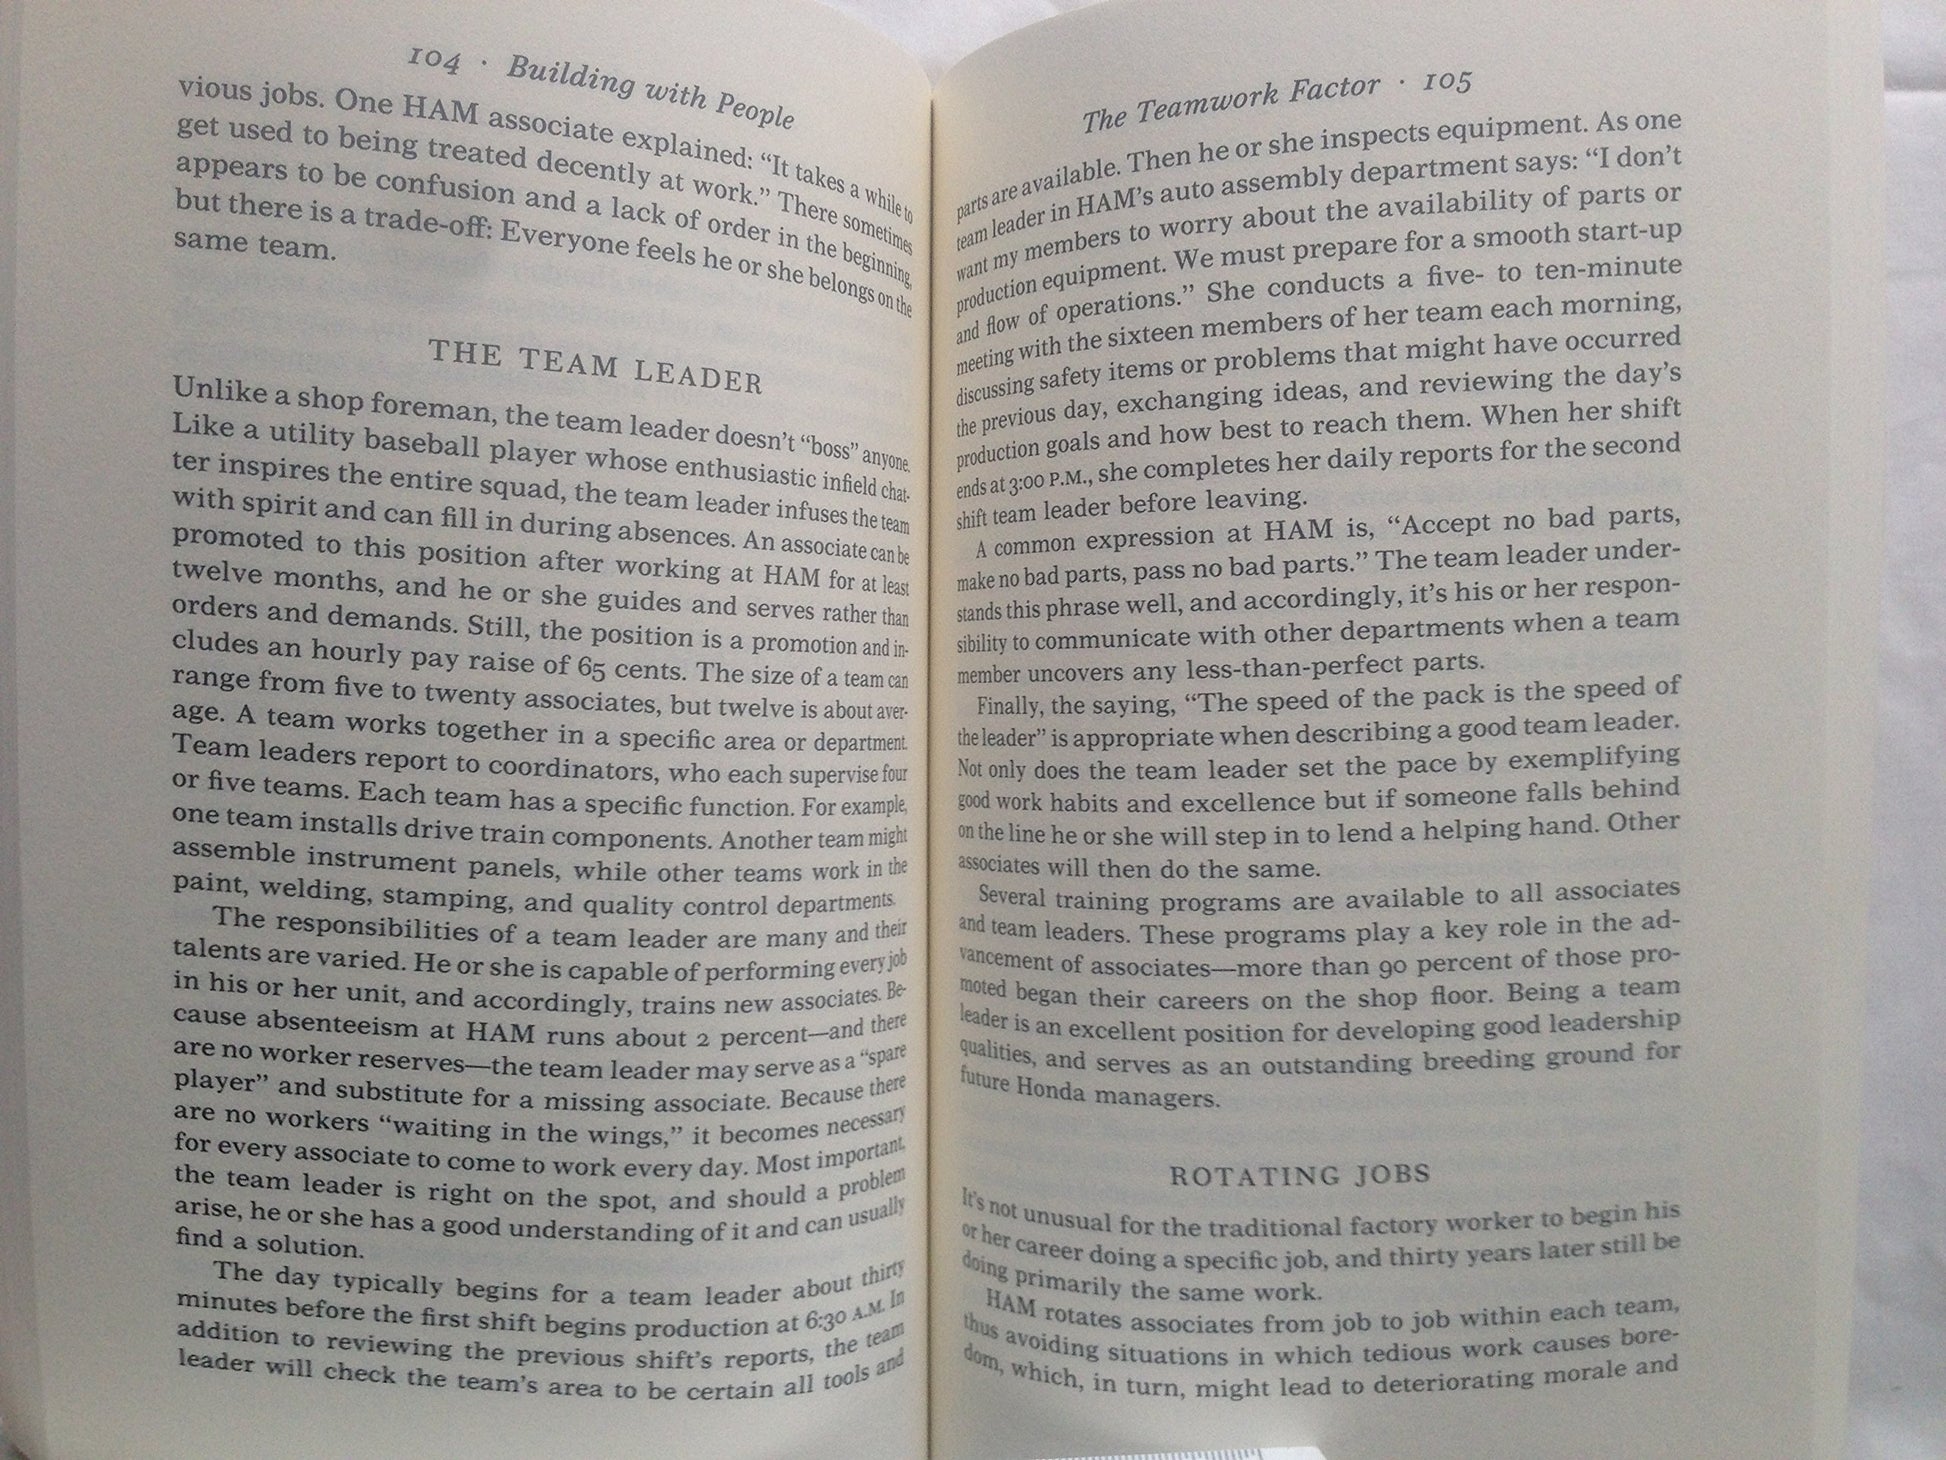 104 · Building with People
vious jobs. One HAM associate explained: “It takes a while to
get used to being treated decently at work.” There sometimes
appears to be confusion and a lack of order in the beginning,
but there is a trade-off: Everyone feels he or she belongs on the
same team.
THE TEAM LEADER
Unlike a shop foreman, the team leader doesn’t “boss” anyone.
Like a utility baseball player whose enthusiastic infield chat-
ter inspires the entire squad, the team leader infuses the team
with spirit and can fill in during absences. An associate can be
promoted to this position after working at HAM for at least
twelve months, and he or she guides and serves rather than
orders and demands. Still, the position is a promotion and in-
cludes an hourly pay raise of 65 cents. The size of a team can
range from five to twenty associates, but twelve is about aver-
age. A team works together in a specific area or department.
Team leaders report to coordinators, who each supervise four
or five teams. Each team has a specific function. For example,
one team installs drive train components. Another team might
assemble instrument panels, while other teams work in the
paint, welding, stamping, and quality control departments.
The responsibilities of a team leader are many and their
talents are varied. He or she is capable of performing every job
in his or her unit, and accordingly, trains new associates. Be-
cause absenteeism at HAM runs about 2 percent—and there
are no worker reserves—the team leader may serve as a “spare
player” and substitute for a missing associate. Because there
are no workers “waiting in the wings,” it becomes necessary
for every associate to come to work every day. Most important,
the team leader is right on the spot, and should a problem
arise, he or she has a good understanding of it and can usually
find a solution.
The day typically begins for a team leader about thirty
minutes before the first shift begins production at 6:30 A.M. In
addition to reviewing the previous shift’s reports, the team
leader will check the team’s area to be certain all tools and
The Teamwork Factor · 105
parts are available. Then he or she inspects equipment. As one
team leader in HAM’s auto assembly department says: “I don’t
want my members to worry about the availability of parts or
production equipment. We must prepare for a smooth start-up
and flow of operations.” She conducts a five- to ten-minute
meeting with the sixteen members of her team each morning,
discussing safety items or problems that might have occurred
the previous day, exchanging ideas, and reviewing the day’s
production goals and how best to reach them. When her shift
ends at 3:00 P.M., she completes her daily reports for the second
shift team leader before leaving.
A common expression at HAM is, “Accept no bad parts,
make no bad parts, pass no bad parts.” The team leader under-
stands this phrase well, and accordingly, it’s his or her respon-
sibility to communicate with other departments when a team
member uncovers any less-than-perfect parts.
Finally, the saying, “The speed of the pack is the speed of
the leader” is appropriate when describing a good team leader.
Not only does the team leader set the pace by exemplifying
good work habits and excellence but if someone falls behind
on the line he or she will step in to lend a helping hand. Other
associates will then do the same.
Several training programs are available to all associates
and team leaders. These programs play a key role in the ad-
vancement of associates—more than 90 percent of those pro-
moted began their careers on the shop floor. Being a team
leader is an excellent position for developing good leadership
qualities, and serves as an outstanding breeding ground for
future Honda managers.
ROTATING JOBS
It’s not unusual for the traditional factory worker to begin his
or her career doing a specific job, and thirty years later still be
doing primarily the same work.
HAM rotates associates from job to job within each team,
thus avoiding situations in which tedious work causes bore-
dom, which, in turn, might lead to deteriorating morale and